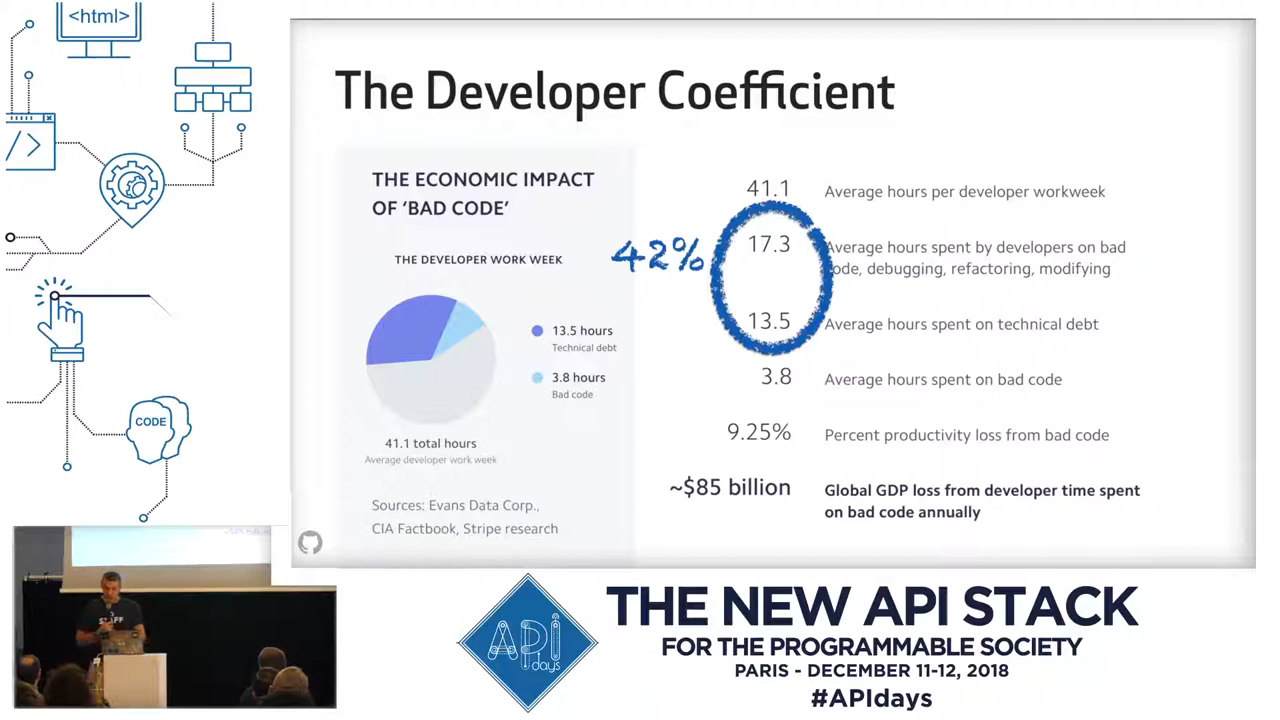 <html>
The Developer Coefficient
THE ECONOMIC IMPACT
OF ‘BAD CODE’
THE DEVELOPER WORK WEEK
13.5 hours
Technical debt
3.8 hours
Bad code
41.1 total hours
Average developer work week
Sources: Evans Data Corp.,
CIA Factbook, Stripe research
42%
41.1 Average hours per developer workweek
17.3 Average hours spent by developers on bad
code, debugging, refactoring, modifying
13.5 Average hours spent on technical debt
3.8 Average hours spent on bad code
9.25% Percent productivity loss from bad code
~$85 billion Global GDP loss from developer time spent
on bad code annually
</>
CODE
STAFF
API
days
THE NEW API STACK
FOR THE PROGRAMMABLE SOCIETY
PARIS - DECEMBER 11-12, 2018
#APIdays